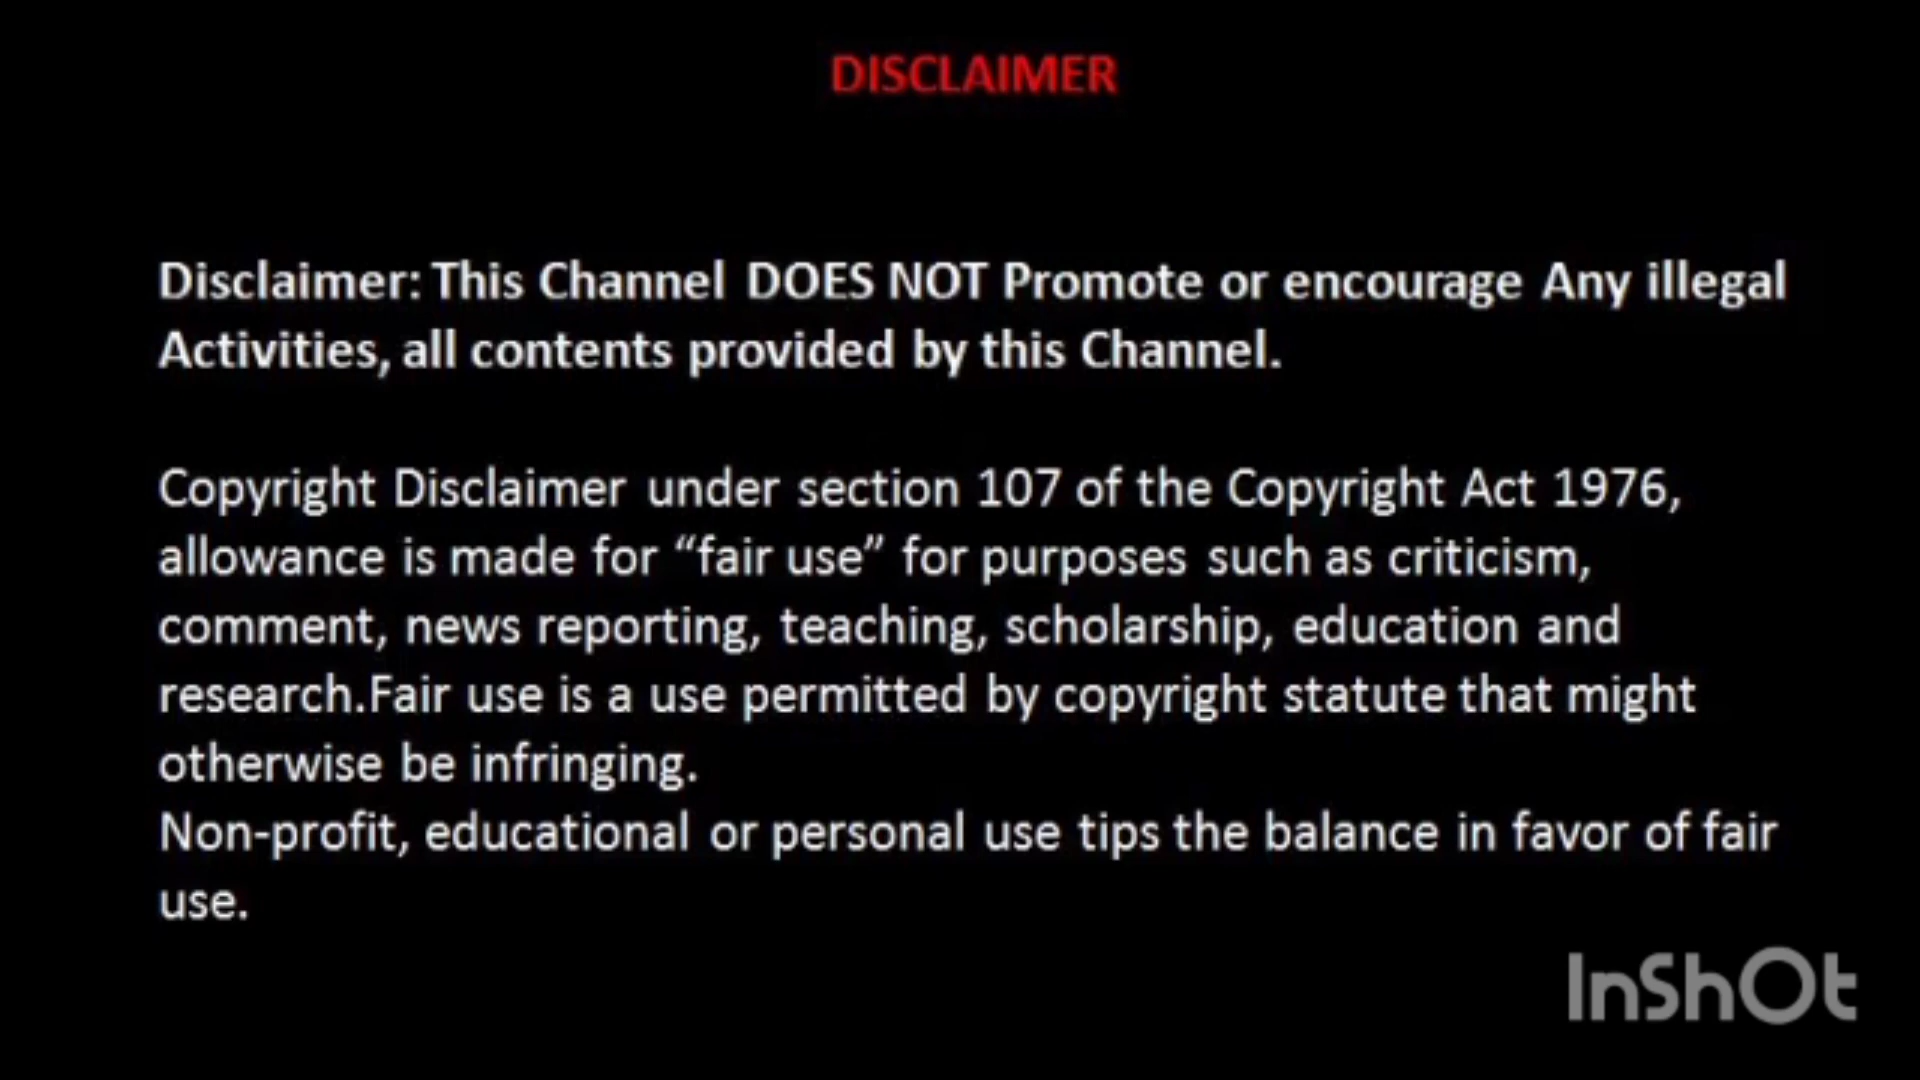 DISCLAIMER
Disclaimer: This Channel DOES NOT Promote or encourage Any illegal
Activities, all contents provided by this Channel.
Copyright Disclaimer under section 107 of the Copyright Act 1976,
allowance is made for “fair use” for purposes such as criticism,
comment, news reporting, teaching, scholarship, education and
research.Fair use is a use permitted by copyright statute that might
otherwise be infringing.
Non-profit, educational or personal use tips the balance in favor of fair
use.
InShOt